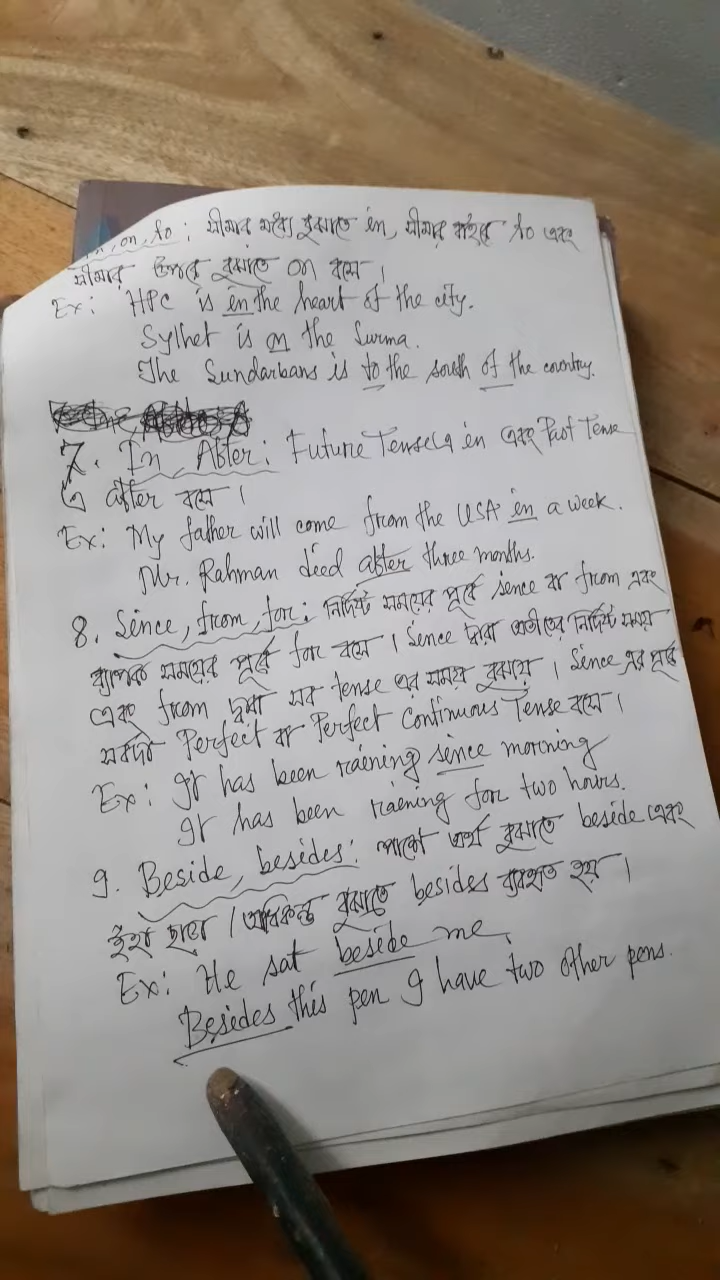 in, on, to: সীমার মধ্যে বুঝাতে in, সীমার বাইরে to এবং
সীমার উপরে বুঝাতে on বসে।
Ex: HPC is in the heart of the city.
Sylhet is on the Surma.
The Sundarbans is to the south of the country.
7. In, After: Future Tense এ in এবং Past Tense
এ after বসে।
Ex: My father will come from the USA in a week.
Mr. Rahman died after three months.
8. Since, from, for: নির্দিষ্ট সময়ের পূর্বে since বা from এবং
ব্যাপক সময়ের পূর্বে for বসে। Since দ্বারা অতীতের নির্দিষ্ট সময়
এবং from দ্বারা সব tense এর সময় বুঝায়। Since এর পূর্বে
সর্বদা Perfect বা Perfect Continuous Tense বসে।
Ex: It has been raining since morning
It has been raining for two hours.
9. Beside, besides: পাশে অর্থ বুঝাতে beside এবং
ইহা ছাড়া / অধিকন্তু বুঝাতে besides ব্যবহৃত হয়।
Ex: He sat beside me.
Besides this pen I have two other pens.